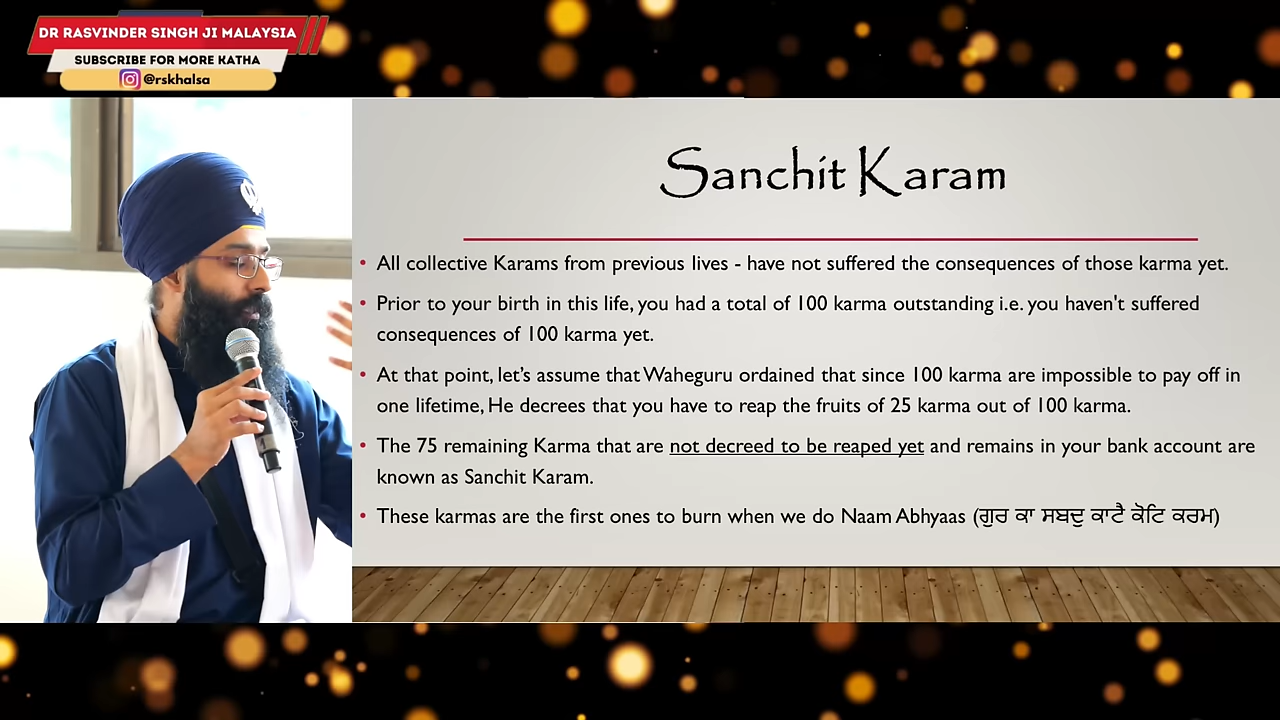 DR RASVINDER SINGH JI MALAYSIA
SUBSCRIBE FOR MORE KATHA
@rskhalsa
Sanchit Karam
• All collective Karams from previous lives - have not suffered the consequences of those karma yet.
• Prior to your birth in this life, you had a total of 100 karma outstanding i.e. you haven't suffered
consequences of 100 karma yet.
• At that point, let’s assume that Waheguru ordained that since 100 karma are impossible to pay off in
one lifetime, He decrees that you have to reap the fruits of 25 karma out of 100 karma.
• The 75 remaining Karma that are not decreed to be reaped yet and remains in your bank account are
known as Sanchit Karam.
• These karmas are the first ones to burn when we do Naam Abhyaas (ਗੁਰ ਕਾ ਸਬਦੁ ਕਾਟੈ ਕੋਟਿ ਕਰਮ)